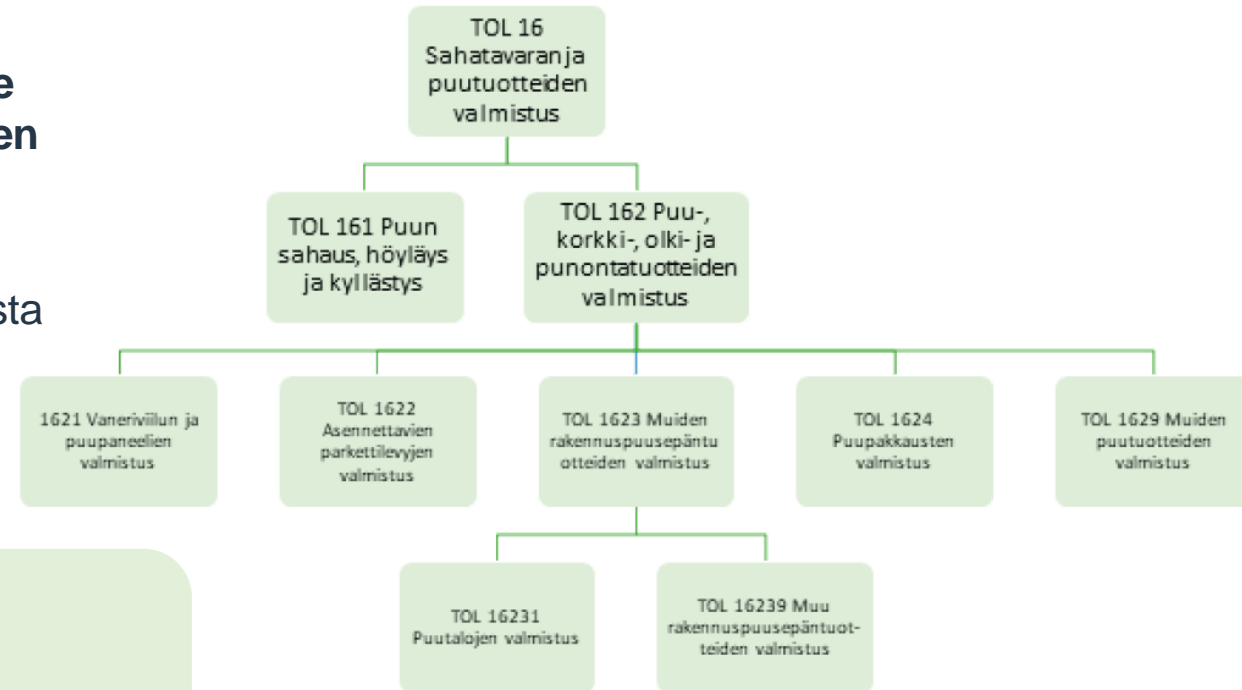 e
en
sta
TOL 16
Sahatavaran ja
puutuotteiden
valmistus
TOL 161 Puun
sahaus, höyläys
ja kyllästys
TOL 162 Puu-,
korkki-, olki- ja
punontatuotteiden
valmistus
1621 Vaneriviilun ja
puupaneelien
valmistus
TOL 1622
Asennettavien
parkettilevyjen
valmistus
TOL 1623 Muiden
rakennuspuusepäntu
otteiden valmistus
TOL 1624
Puupakkausten
valmistus
TOL 1629 Muiden
puutuotteiden
valmistus
TOL 16231
Puutalojen valmistus
TOL 16239 Muu
rakennuspuusepäntuot-
teiden valmistus